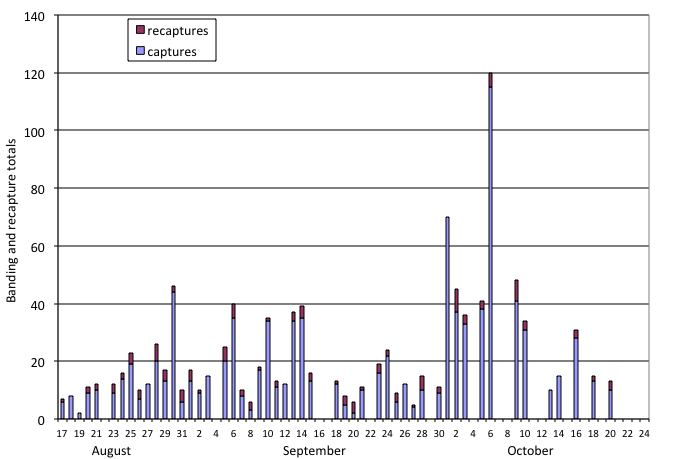 140
recaptures
captures
120
100
80
60
40
20
0
Banding and recapture totals
17 19 21 23 25 27 29 31 2 4 6 8 10 12 14 16 18 20 22 24 26 28 30 2 4 6 8 10 12 14 16 18 20 22 24
August September October